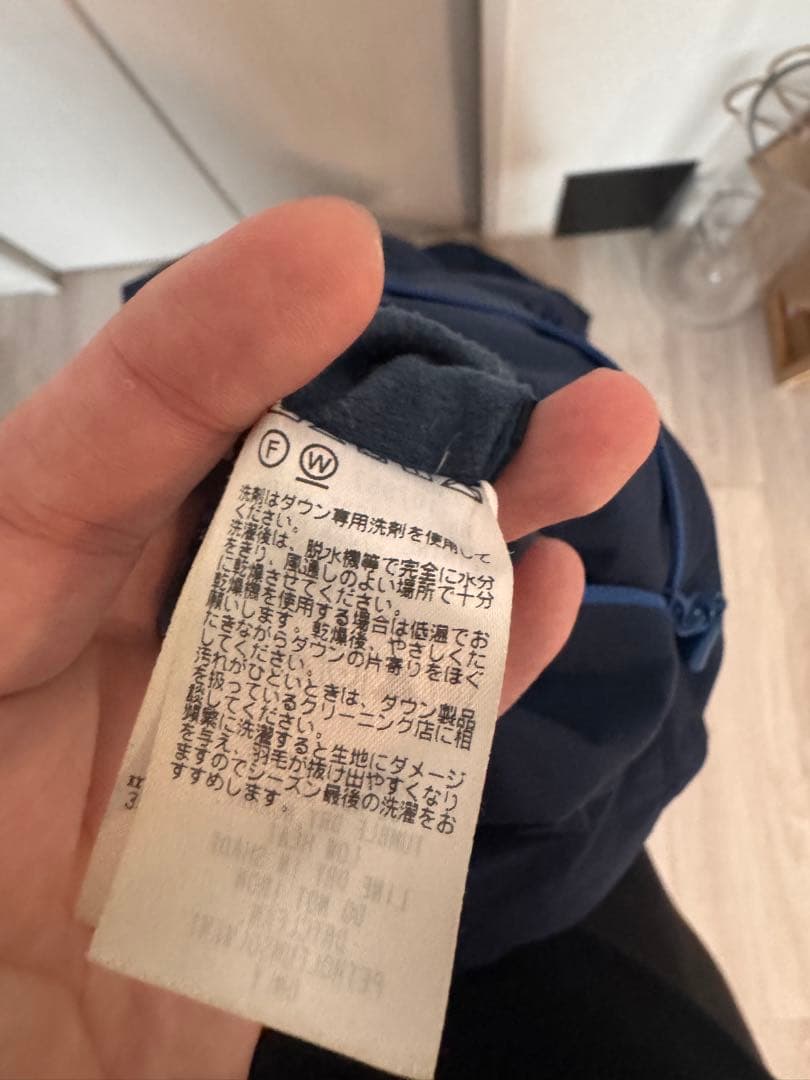 F W
洗剤はダウン専用洗剤を使用して
ください。
洗濯後は、脱水機等で完全に水分
をきり、風通しのよい場所で十分
に乾燥させてください。
乾燥機を使用する場合は低温でお
願いします。乾燥後、やさしくた
たきながらダウンの片寄りをほぐ
してください。
汚れがひどいときは、ダウン製品
を扱っているクリーニング店に相
談してください。
頻繁に洗濯すると生地にダメージ
を与え、羽毛が抜け出やすくなり
ますのでシーズン最後の洗濯をお
すすめします。
TUMBLE DRY
LOW HEAT
LINE DRY IN SHADE
DO NOT IRON
DRYCLEAN
PETROLEUM SOLVENT
ONLY